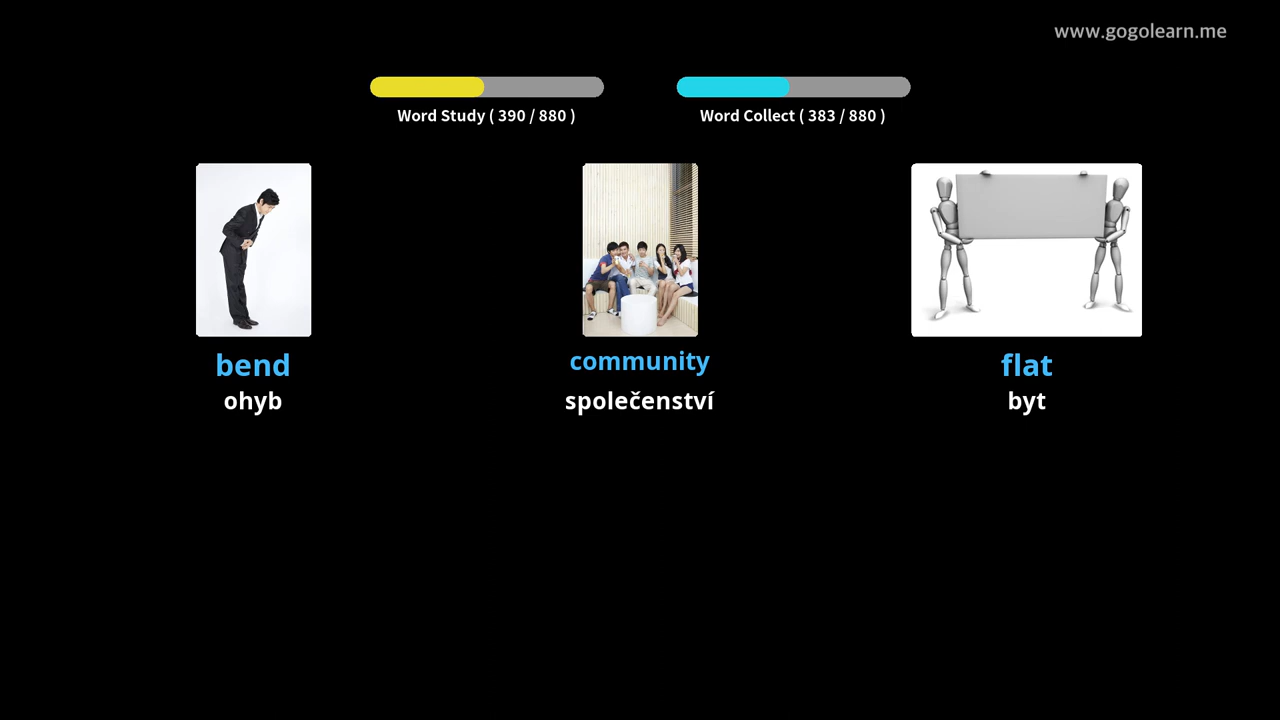 www.gogolearn.me
Word Study ( 390 / 880 )
Word Collect ( 383 / 880 )
bend
ohyb
community
společenství
flat
byt